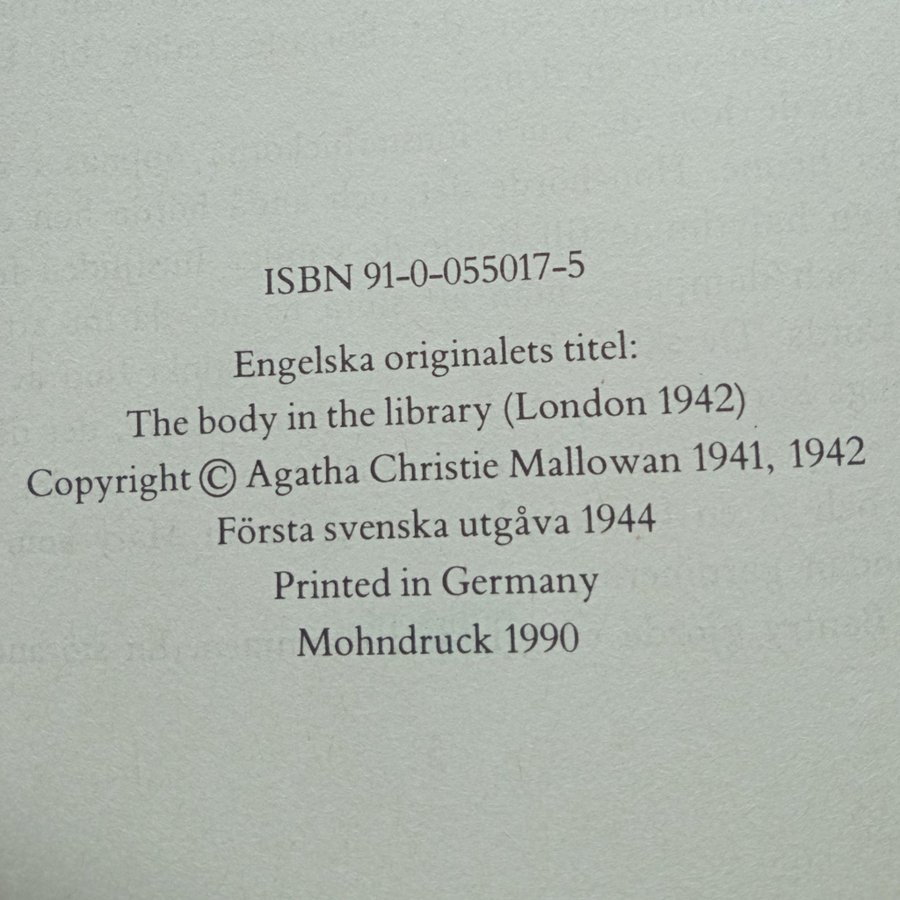 ISBN 91-0-055017-5
Engelska originalets titel:
The body in the library (London 1942)
Copyright © Agatha Christie Mallowan 1941, 1942
Första svenska utgåva 1944
Printed in Germany
Mohndruck 1990